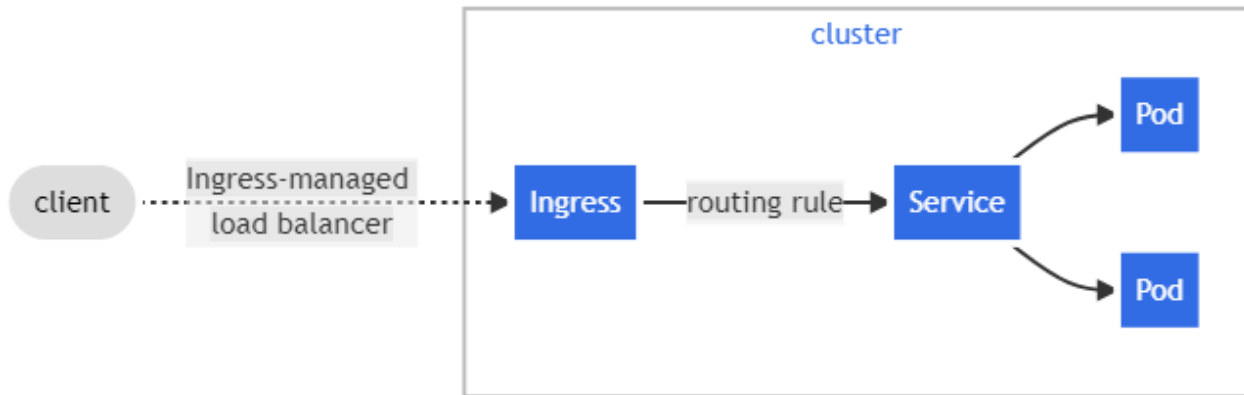 cluster
Pod
client
Ingress-managed
load balancer
Ingress
routing rule
Service
Pod